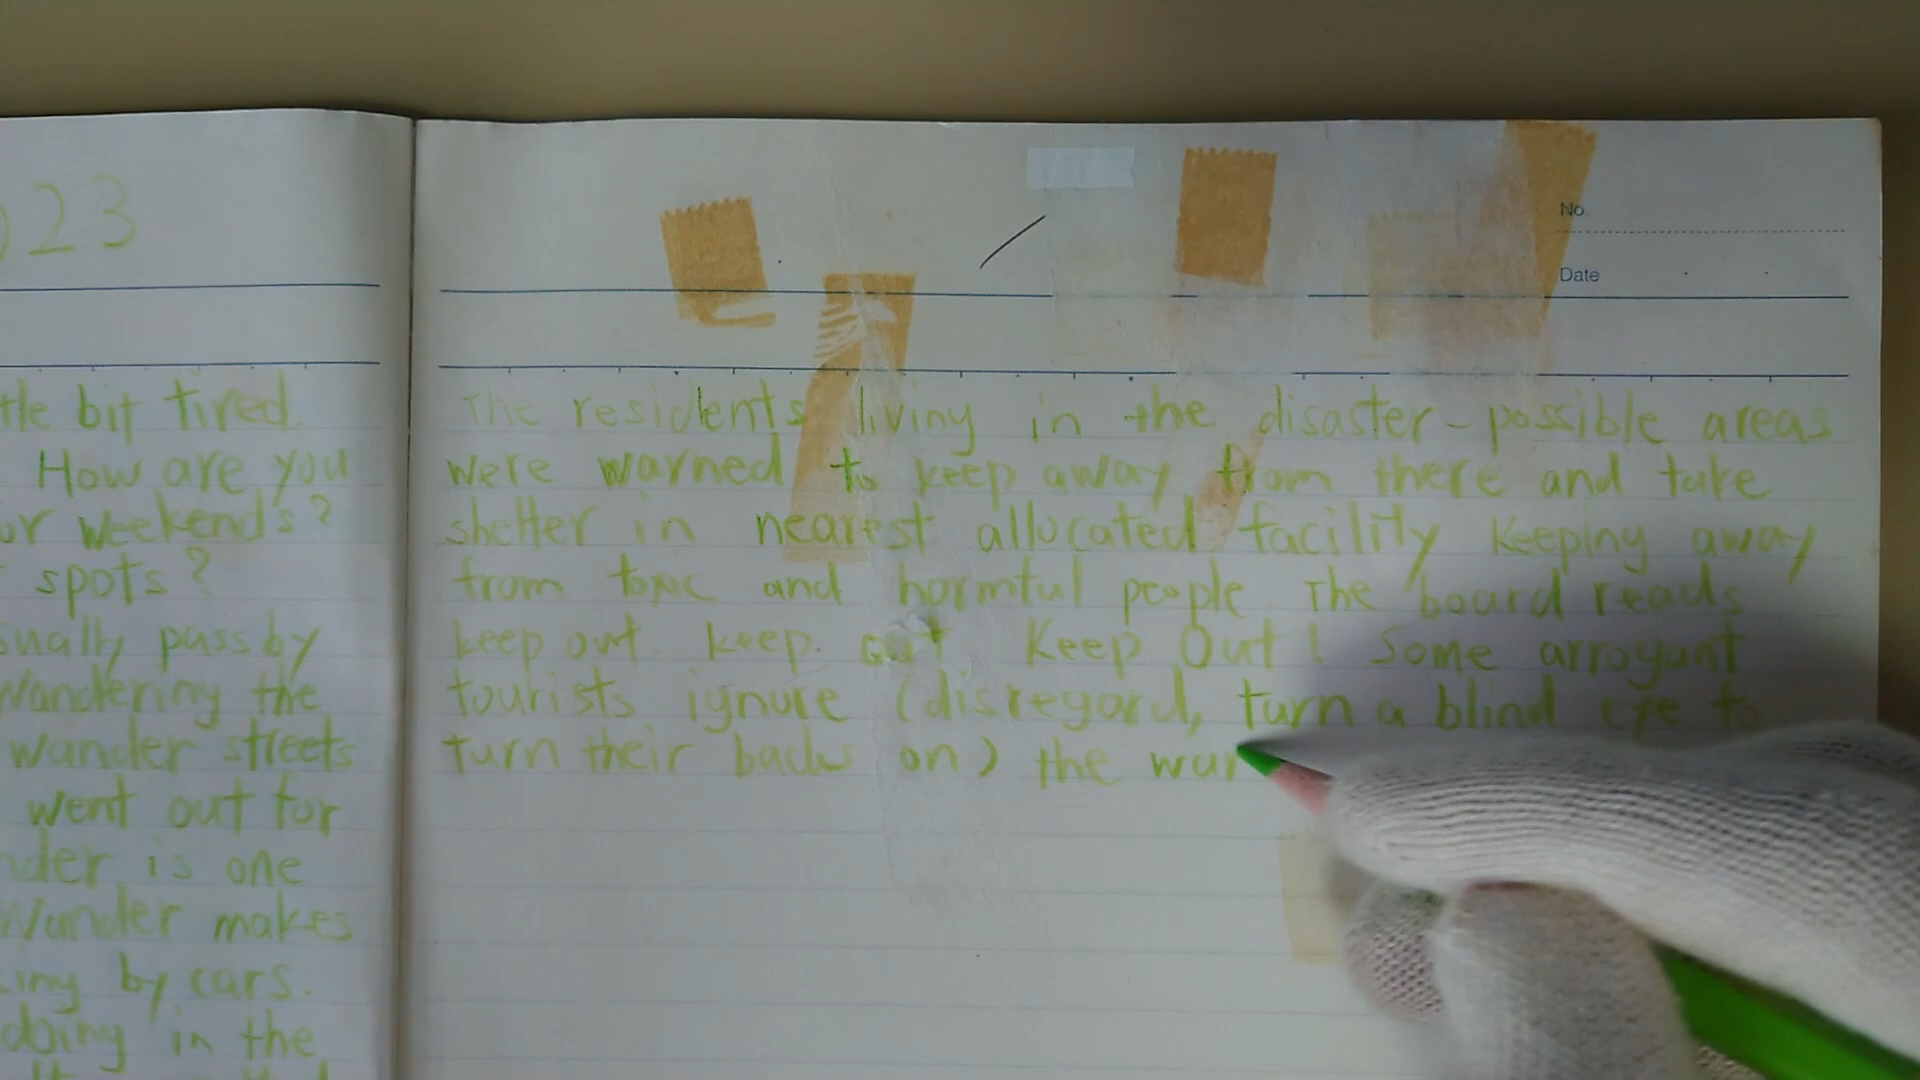 023
tle bit tired.
How are you
or weekends?
spots?
sually pass by
Wandering the
wander streets
went out for
nder is one
Wander makes
ling by cars.
doing in the
No.
Date
The residents living in the disaster-possible areas
were warned to keep away from there and take
shelter in nearest allocated facility keeping away
from toxic and harmful people. The board reads
keep out. keep. out Keep Out! Some arrogant
tourists ignore (disregard, turn a blind eye to
turn their backs on) the war